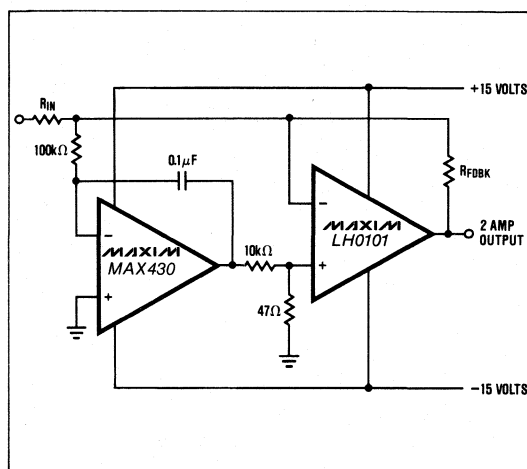 +15 VOLTS
RIN
100kΩ
0.1μF
RFDBK
−
MAXIM
MAX430
+
10kΩ
47Ω
−
MAXIM
LH0101
+
2 AMP
OUTPUT
−15 VOLTS